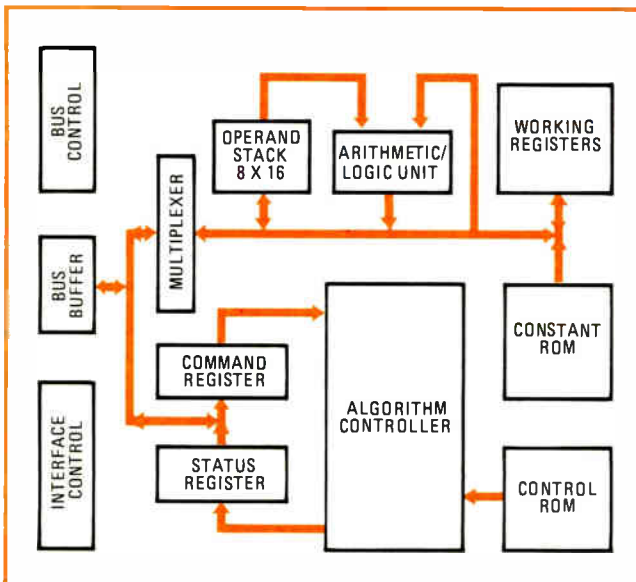 BUS
CONTROL
OPERAND
STACK
8 X 16
ARITHMETIC/
LOGIC UNIT
WORKING
REGISTERS
MULTIPLEXER
BUS
BUFFER
COMMAND
REGISTER
ALGORITHM
CONTROLLER
CONSTANT
ROM
INTERFACE
CONTROL
STATUS
REGISTER
CONTROL
ROM